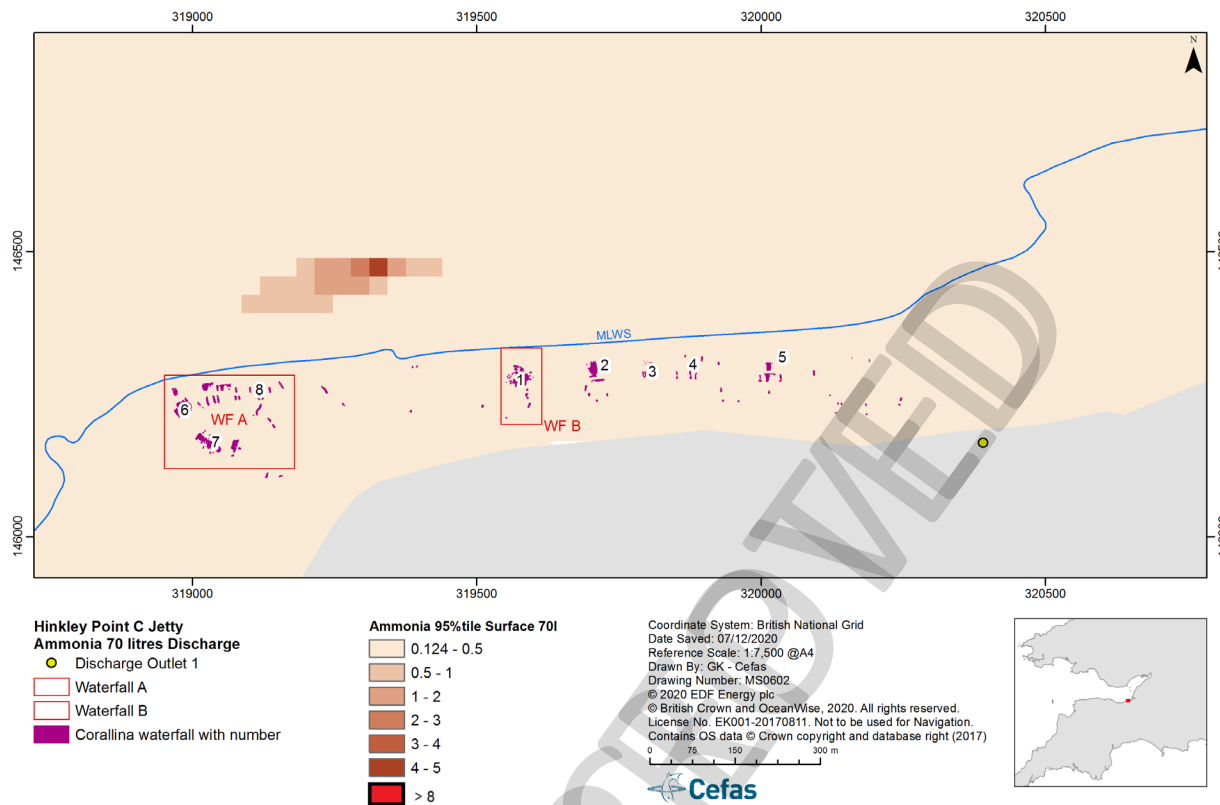 319000 319500 320000 320500
N
146500 146500
MLWS
1 2 3 4 5
6 7 8
WF A
WF B
146000
319000 319500 320000 320500
Hinkley Point C Jetty
Ammonia 70 litres Discharge
Discharge Outlet 1
Waterfall A
Waterfall B
Corallina waterfall with number
Ammonia 95%tile Surface 70l
0.124 - 0.5
0.5 - 1
1 - 2
2 - 3
3 - 4
4 - 5
> 8
Coordinate System: British National Grid
Date Saved: 07/12/2020
Reference Scale: 1:7,500 @A4
Drawn By: GK - Cefas
Drawing Number: MS0602
© 2020 EDF Energy plc
© British Crown and OceanWise, 2020. All rights reserved.
License No. EK001-20170811. Not to be used for Navigation.
Contains OS data © Crown copyright and database right (2017)
0 75 150 300 m
Cefas